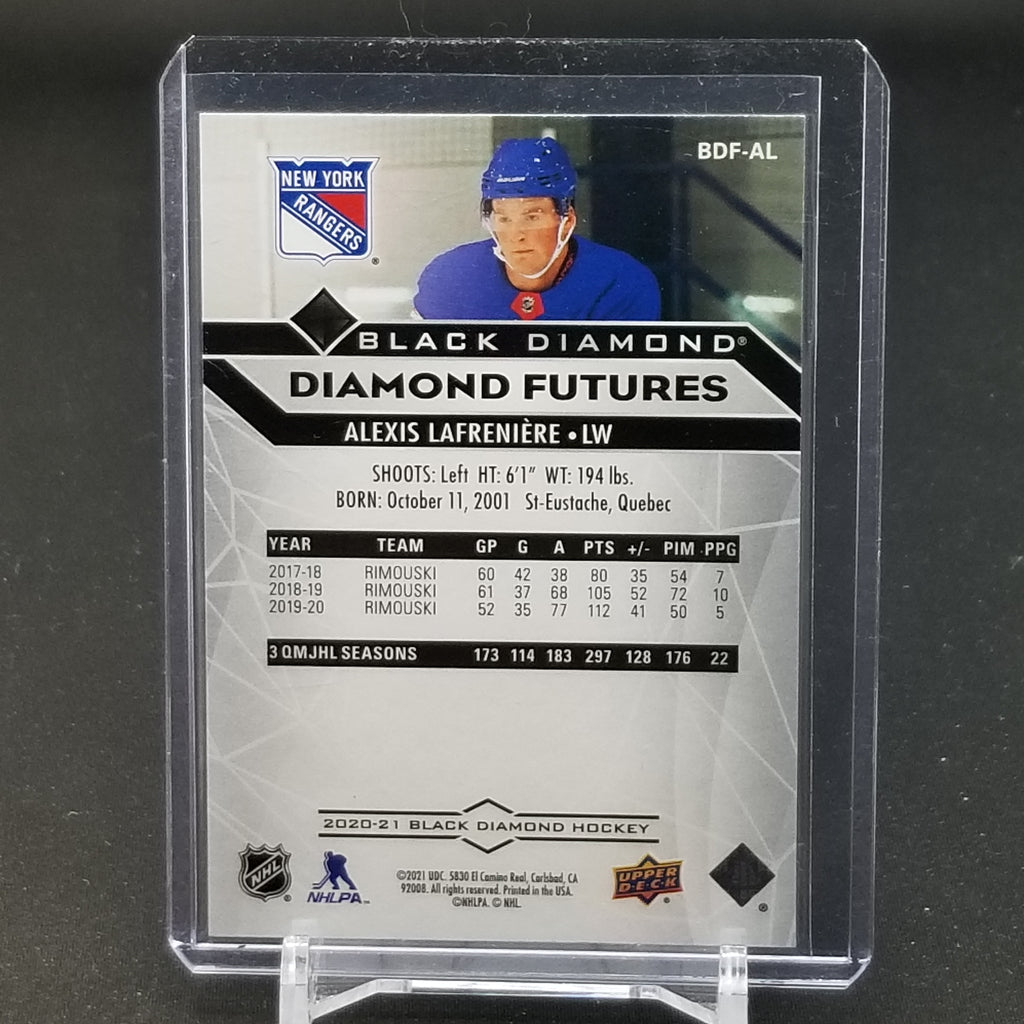 BDF-AL
NEW YORK
RANGERS
BLACK DIAMOND®
DIAMOND FUTURES
ALEXIS LAFRENIÈRE • LW
SHOOTS: Left HT: 6'1" WT: 194 lbs.
BORN: October 11, 2001 St-Eustache, Quebec
YEAR TEAM GP G A PTS +/- PIM PPG
2017-18 RIMOUSKI 60 42 38 80 35 54 7
2018-19 RIMOUSKI 61 37 68 105 52 72 10
2019-20 RIMOUSKI 52 35 77 112 41 50 5
3 QMJHL SEASONS 173 114 183 297 128 176 22
2020-21 BLACK DIAMOND HOCKEY
NHL
NHLPA
©2021 UDC. 5830 El Camino Real, Carlsbad, CA
92008. All rights reserved. Printed in the USA.
©NHLPA. © NHL.
UPPER
DECK